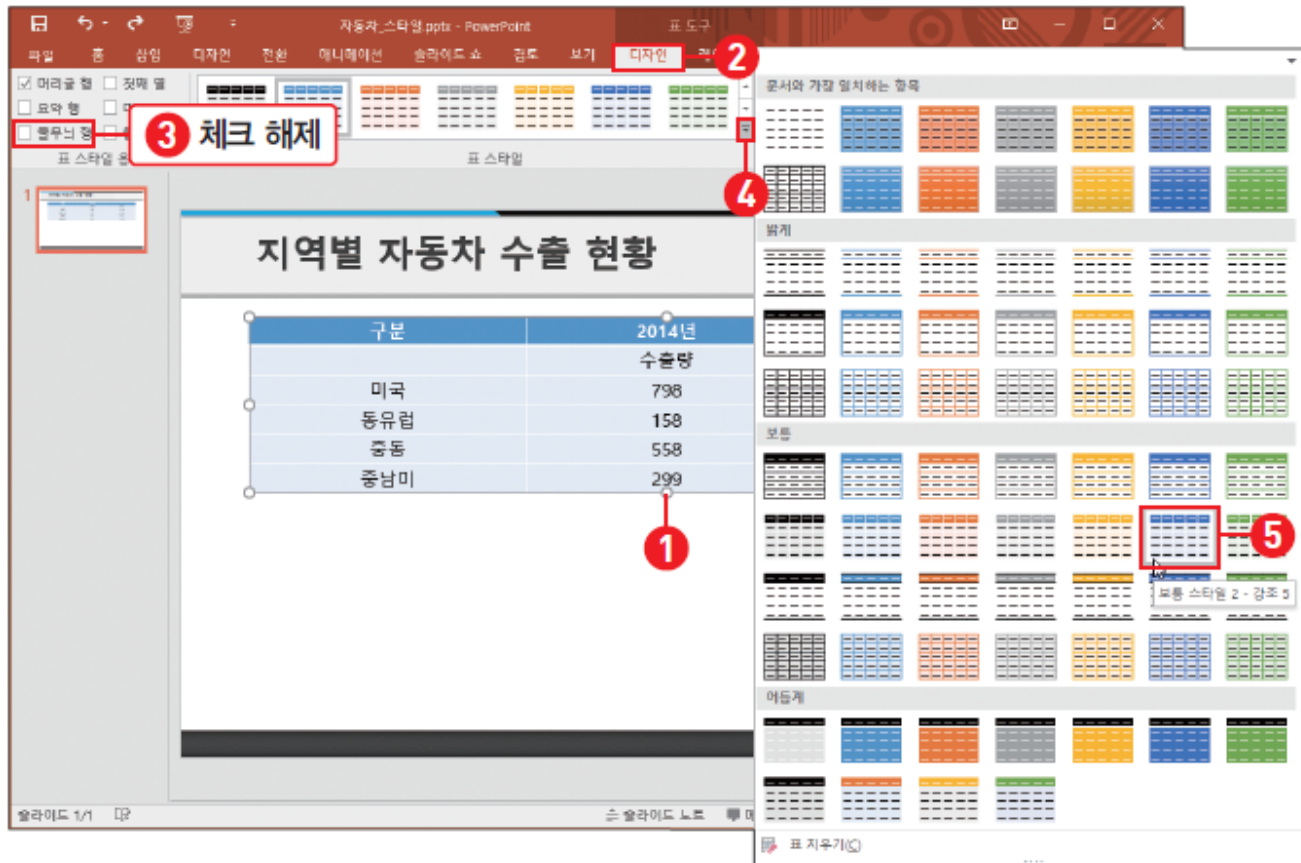 자동차_스타일.pptx - PowerPoint
표 도구
파일 홈 삽입 디자인 전환 애니메이션 슬라이드 쇼 검토 보기 디자인
2
머리글 행 첫째 열
요약 행
줄무늬 행
3 체크 해제
4
표 스타일
문서와 가장 일치하는 항목
밝게
보통
어둡게
1
지역별 자동차 수출 현황
구분 2014년
수출량
미국 798
동유럽 158
중동 558
중남미 299
1
5
보통 스타일 2 - 강조 5
슬라이드 1/1
슬라이드 노트
표 지우기(C)